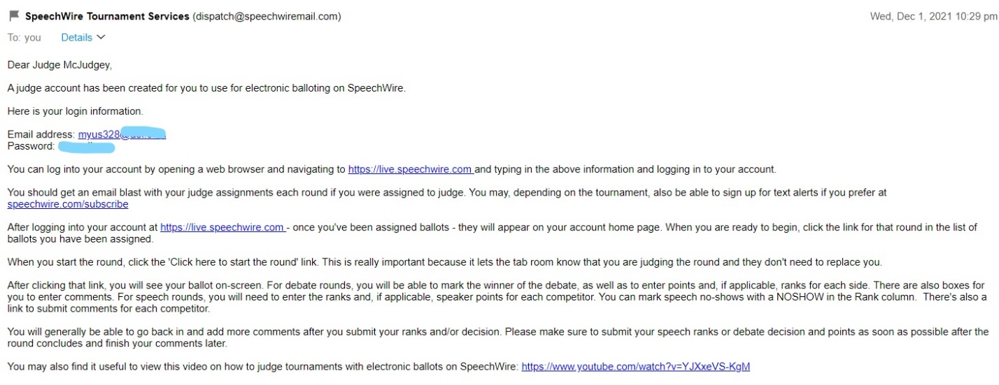 SpeechWire Tournament Services (dispatch@speechwiremail.com)
Wed, Dec 1, 2021 10:29 pm
To: you Details
Dear Judge McJudgey,
A judge account has been created for you to use for electronic balloting on SpeechWire.
Here is your login information.
Email address: myus328
Password:
You can log into your account by opening a web browser and navigating to https://live.speechwire.com and typing in the above information and logging in to your account.
You should get an email blast with your judge assignments each round if you were assigned to judge. You may, depending on the tournament, also be able to sign up for text alerts if you prefer at
speechwire.com/subscribe
After logging into your account at https://live.speechwire.com - once you've been assigned ballots - they will appear on your account home page. When you are ready to begin, click the link for that round in the list of
ballots you have been assigned.
When you start the round, click the 'Click here to start the round' link. This is really important because it lets the tab room know that you are judging the round and they don't need to replace you.
After clicking that link, you will see your ballot on-screen. For debate rounds, you will be able to mark the winner of the debate, as well as to enter points and, if applicable, ranks for each side. There are also boxes for
you to enter comments. For speech rounds, you will need to enter the ranks and, if applicable, speaker points for each competitor. You can mark speech no-shows with a NOSHOW in the Rank column. There's also a
link to submit comments for each competitor.
You will generally be able to go back in and add more comments after you submit your ranks and/or decision. Please make sure to submit your speech ranks or debate decision and points as soon as possible after the
round concludes and finish your comments later.
You may also find it useful to view this video on how to judge tournaments with electronic ballots on SpeechWire: https://www.youtube.com/watch?v=YJXxeVS-KgM